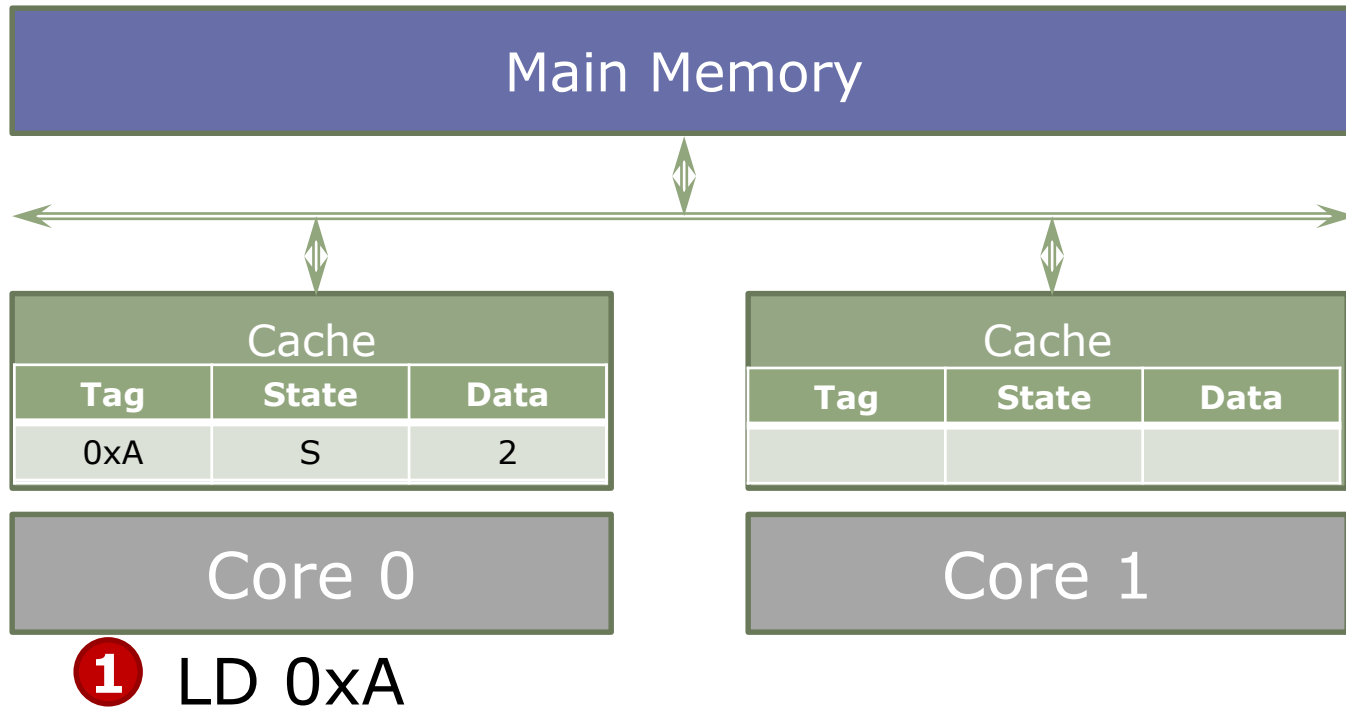 Main Memory
Cache
Tag State Data
0xA S 2
Core 0
1 LD 0xA
Cache
Tag State Data
Core 1